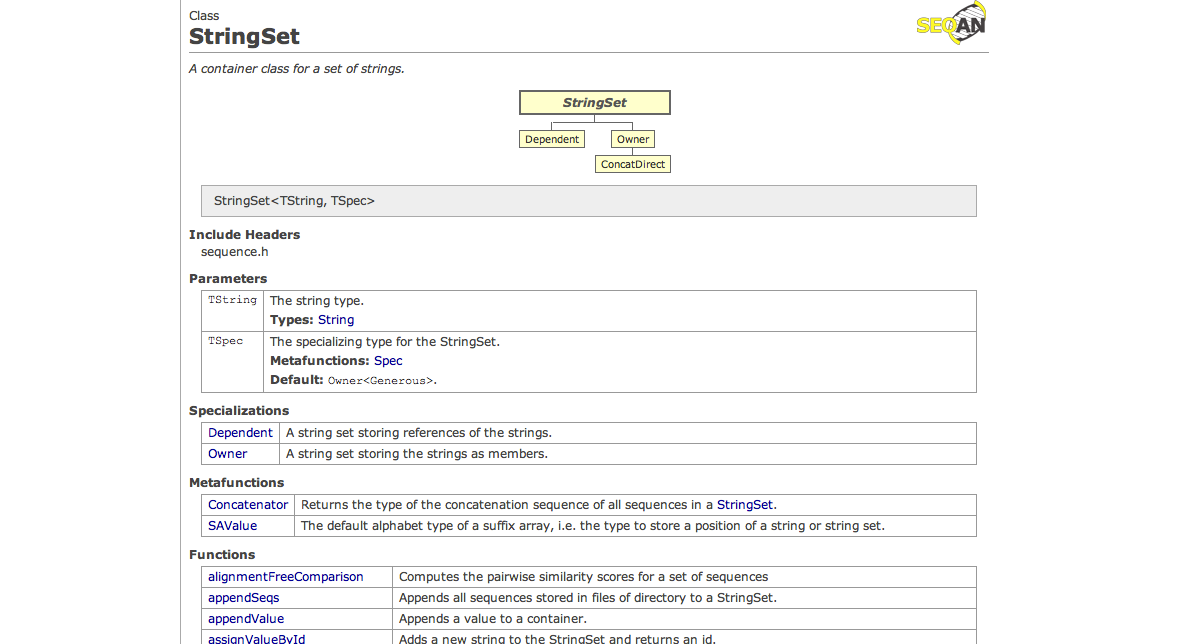 Class
StringSet
SEQAN
A container class for a set of strings.
StringSet
Dependent Owner
ConcatDirect
StringSet<TString, TSpec>
Include Headers
sequence.h
Parameters
TString The string type.
Types: String
TSpec The specializing type for the StringSet.
Metafunctions: Spec
Default: Owner<Generous>.
Specializations
Dependent A string set storing references of the strings.
Owner A string set storing the strings as members.
Metafunctions
Concatenator Returns the type of the concatenation sequence of all sequences in a StringSet.
SAValue The default alphabet type of a suffix array, i.e. the type to store a position of a string or string set.
Functions
alignmentFreeComparison Computes the pairwise similarity scores for a set of sequences
appendSeqs Appends all sequences stored in files of directory to a StringSet.
appendValue Appends a value to a container.
assignValueById Adds a new string to the StringSet and returns an id.